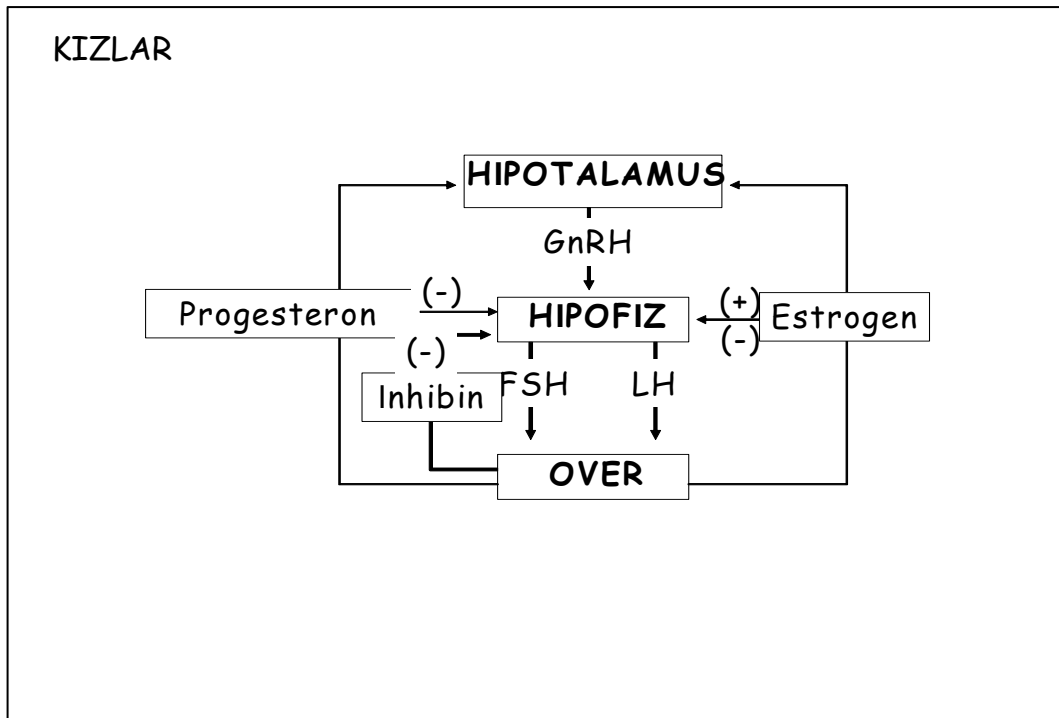 KIZLAR
HIPOTALAMUS
GnRH
Progesteron
(-)
HIPOFIZ
(+)
(-)
Estrogen
(-)
Inhibin
FSH
LH
OVER